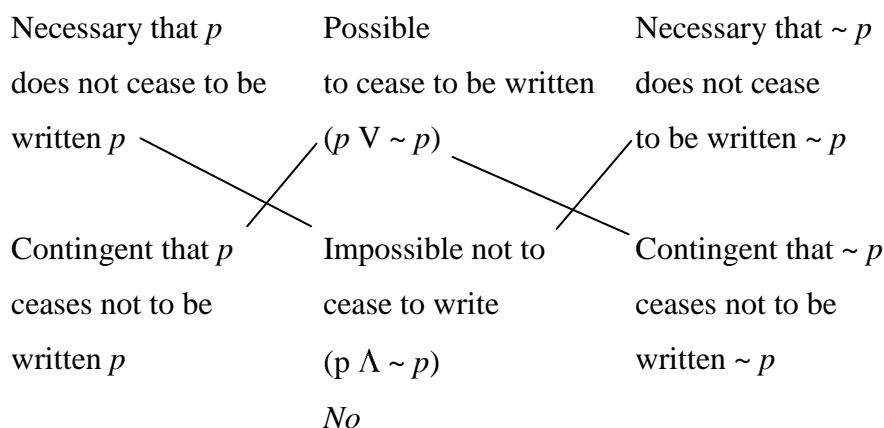 Necessary that p
does not cease to be
written p
Possible
to cease to be written
(p V ~ p)
Necessary that ~ p
does not cease
to be written ~ p
Contingent that p
ceases not to be
written p
Impossible not to
cease to write
(p Λ ~ p)
No
Contingent that ~ p
ceases not to be
written ~ p